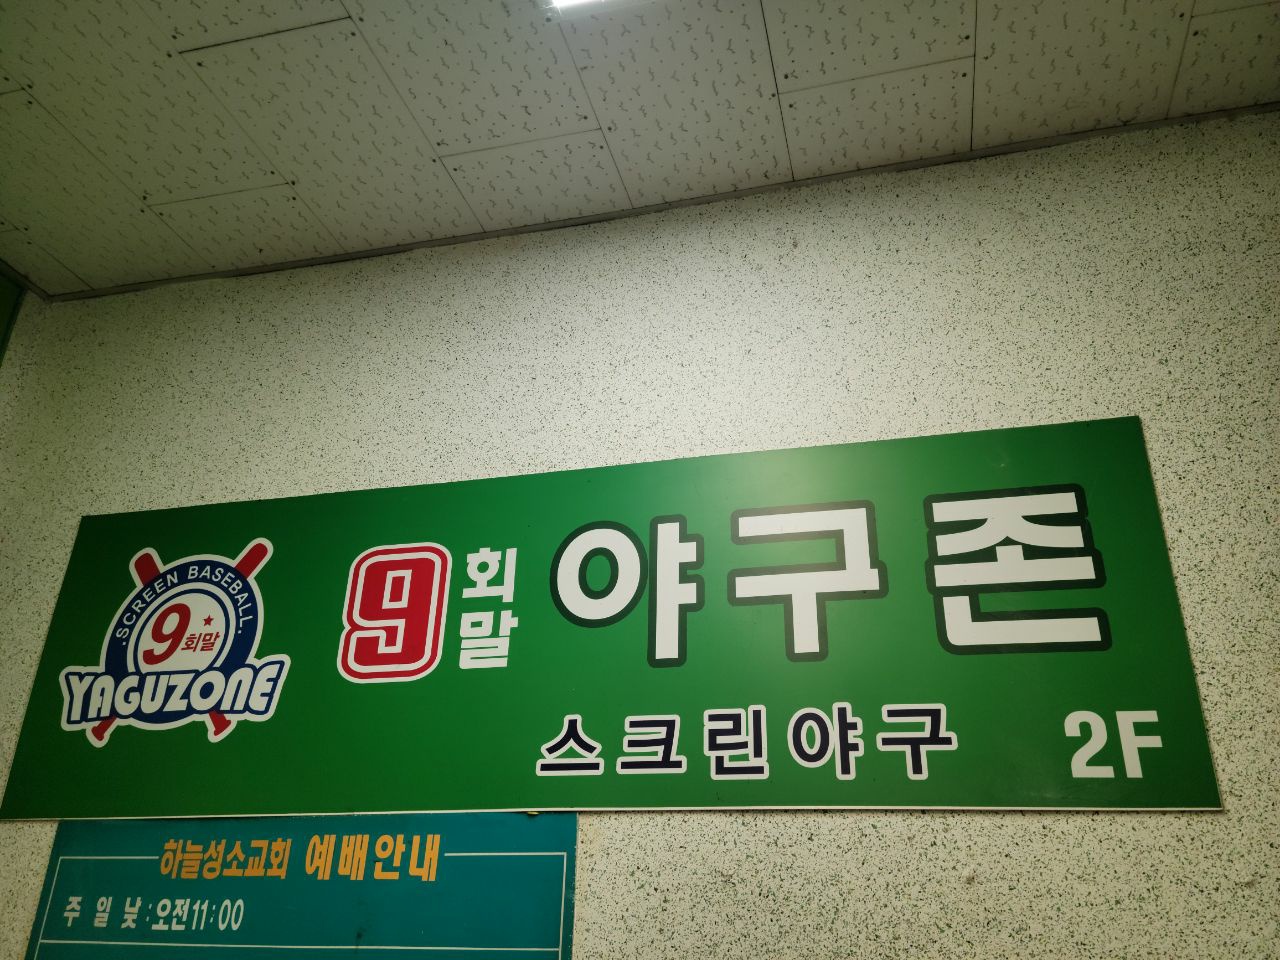 SCREEN BASEBALL
9회말
YAGUZONE
9회말 야구존
스크린야구
2F
하늘성소교회 예배안내
주일낮:오전11:00